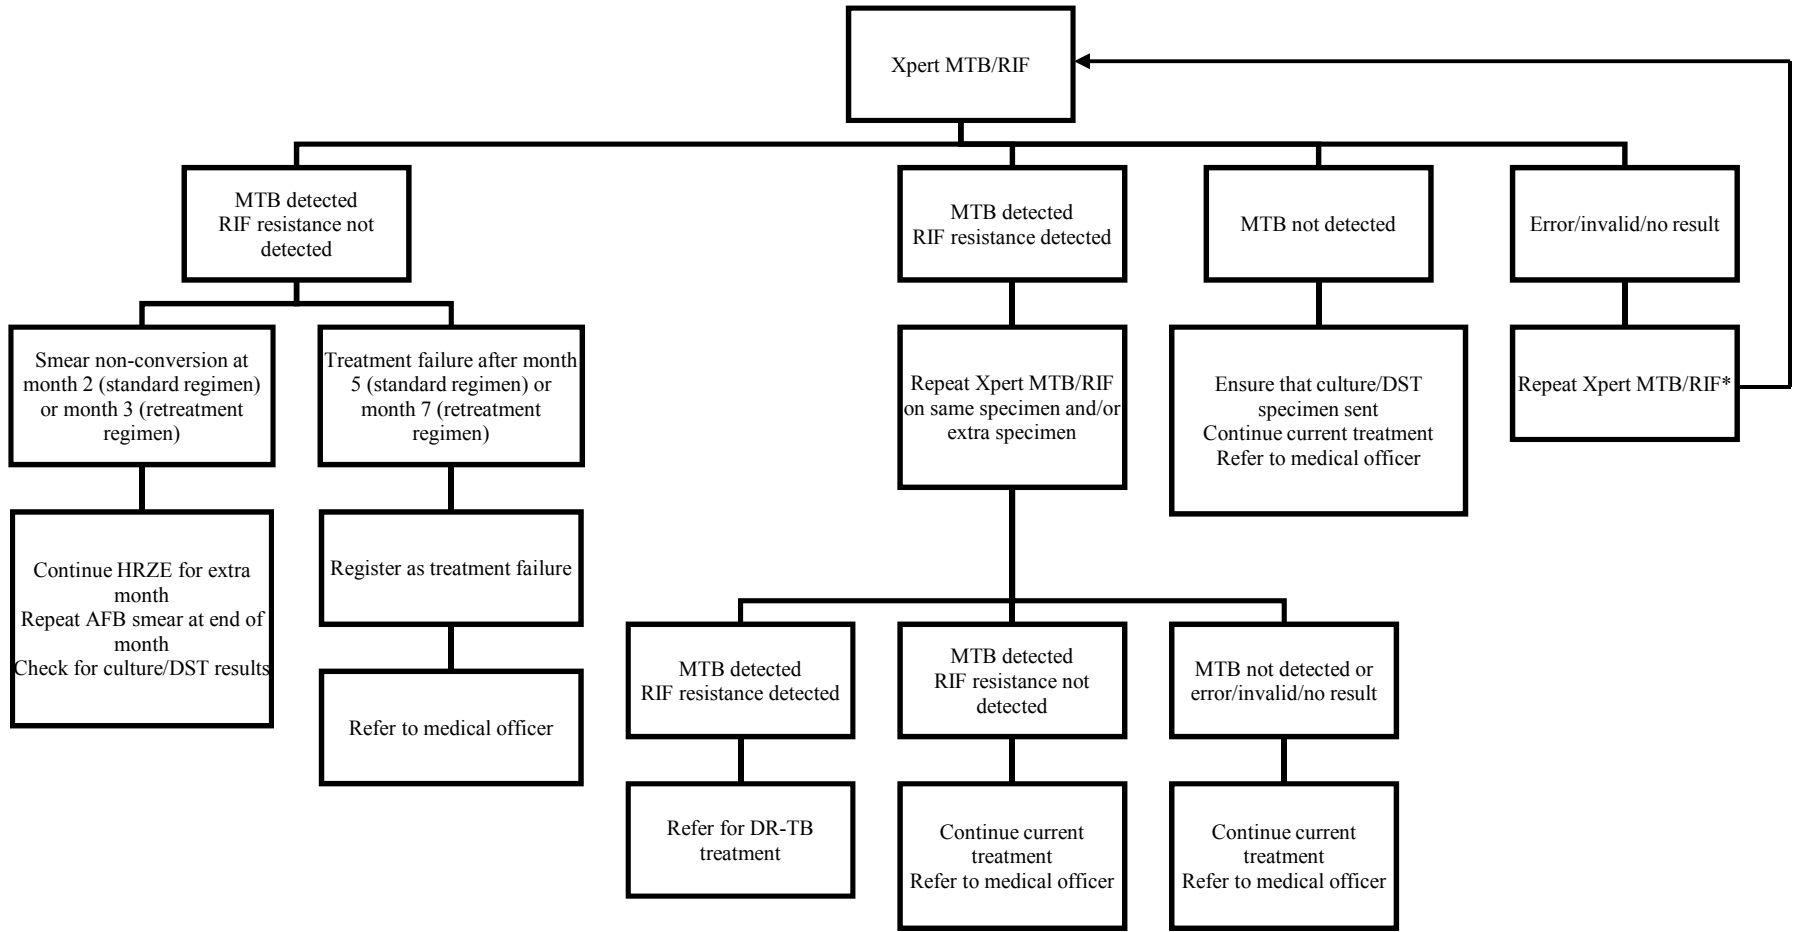 Xpert MTB/RIF
MTB detected
RIF resistance not
detected
MTB detected
RIF resistance detected
MTB not detected
Error/invalid/no result
Smear non-conversion at
month 2 (standard regimen)
or month 3 (retreatment
regimen)
Treatment failure after month
5 (standard regimen) or
month 7 (retreatment
regimen)
Repeat Xpert MTB/RIF
on same specimen and/or
extra specimen
Ensure that culture/DST
specimen sent
Continue current treatment
Refer to medical officer
Repeat Xpert MTB/RIF*
Continue HRZE for extra
month
Repeat AFB smear at end of
month
Check for culture/DST results
Register as treatment failure
Refer to medical officer
MTB detected
RIF resistance detected
MTB detected
RIF resistance not
detected
MTB not detected or
error/invalid/no result
Refer for DR-TB
treatment
Continue current
treatment
Refer to medical officer
Continue current
treatment
Refer to medical officer